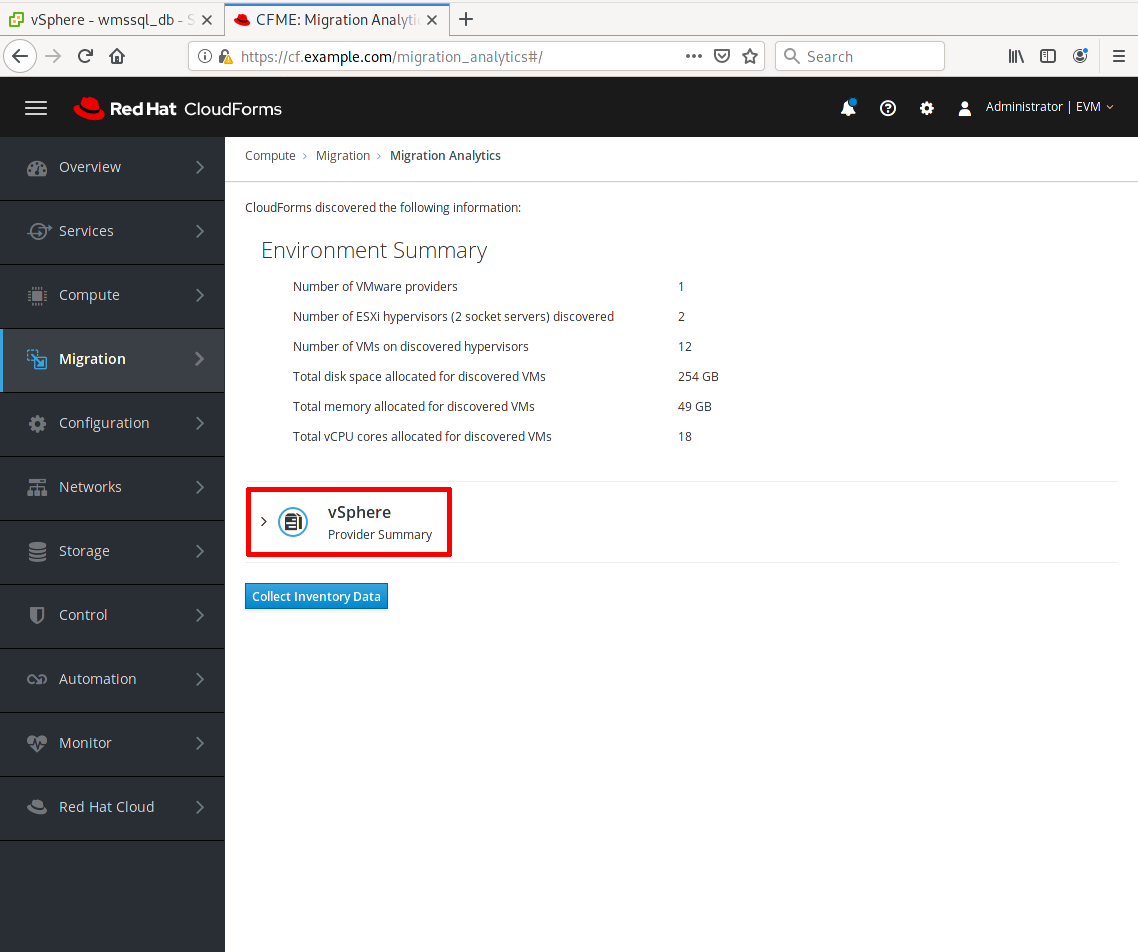 vSphere - wmssql_db - S
CFME: Migration Analytic
https://cf.example.com/migration_analytics#/
Search
Red Hat CloudForms
Administrator | EVM
Overview
Services
Compute
Migration
Configuration
Networks
Storage
Control
Automation
Monitor
Red Hat Cloud
Compute > Migration > Migration Analytics
CloudForms discovered the following information:
Environment Summary
Number of VMware providers 1
Number of ESXi hypervisors (2 socket servers) discovered 2
Number of VMs on discovered hypervisors 12
Total disk space allocated for discovered VMs 254 GB
Total memory allocated for discovered VMs 49 GB
Total vCPU cores allocated for discovered VMs 18
vSphere
Provider Summary
Collect Inventory Data